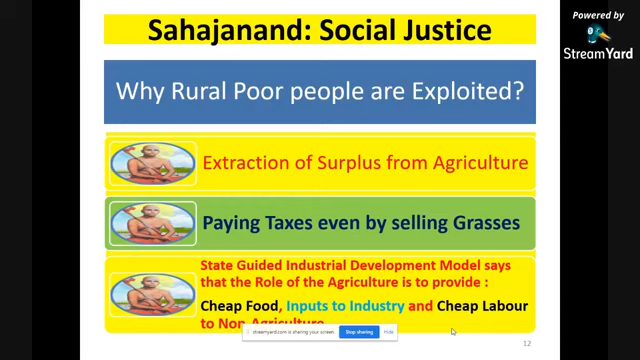 Sahajanand: Social Justice
Powered by
StreamYard
Why Rural Poor people are Exploited?
Extraction of Surplus from Agriculture
Paying Taxes even by selling Grasses
State Guided Industrial Development Model says
that the Role of the Agriculture is to provide :
Cheap Food, Inputs to Industry and Cheap Labour
to Non-Agriculture
streamyard.com is sharing your screen.
Stop sharing
Hide
12